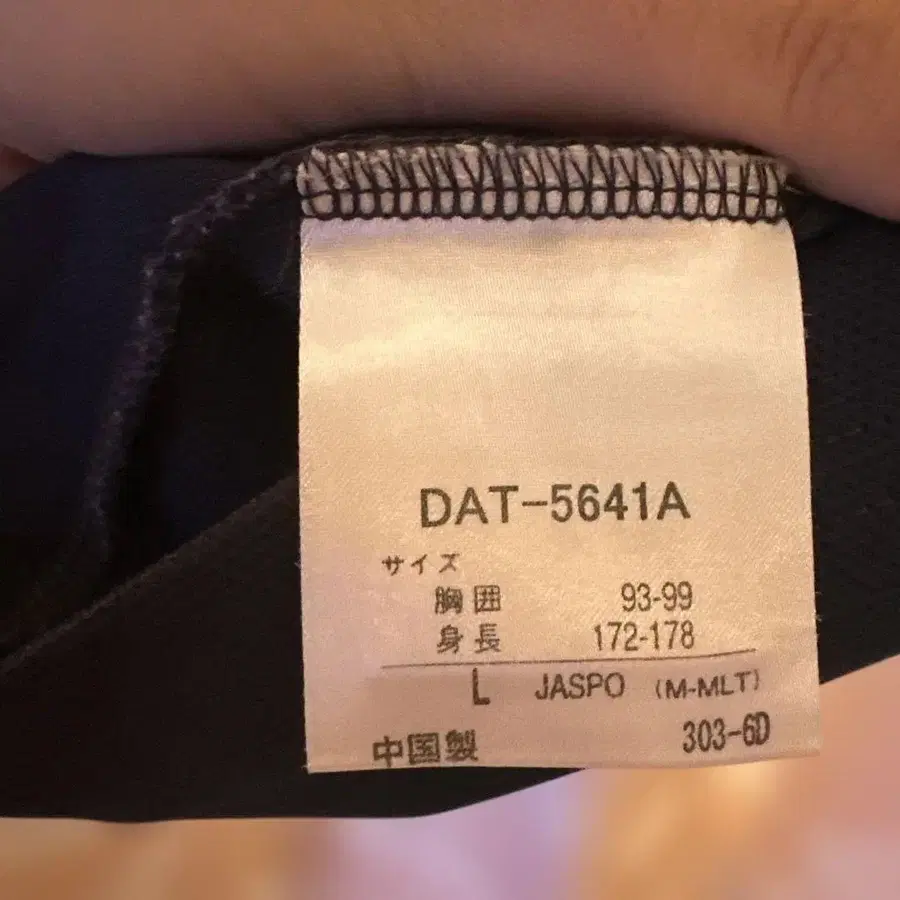 DAT-5641A
サイズ
胸囲 93-99
身長 172-178
L JASPO (M-MLT)
中国製 303-6D